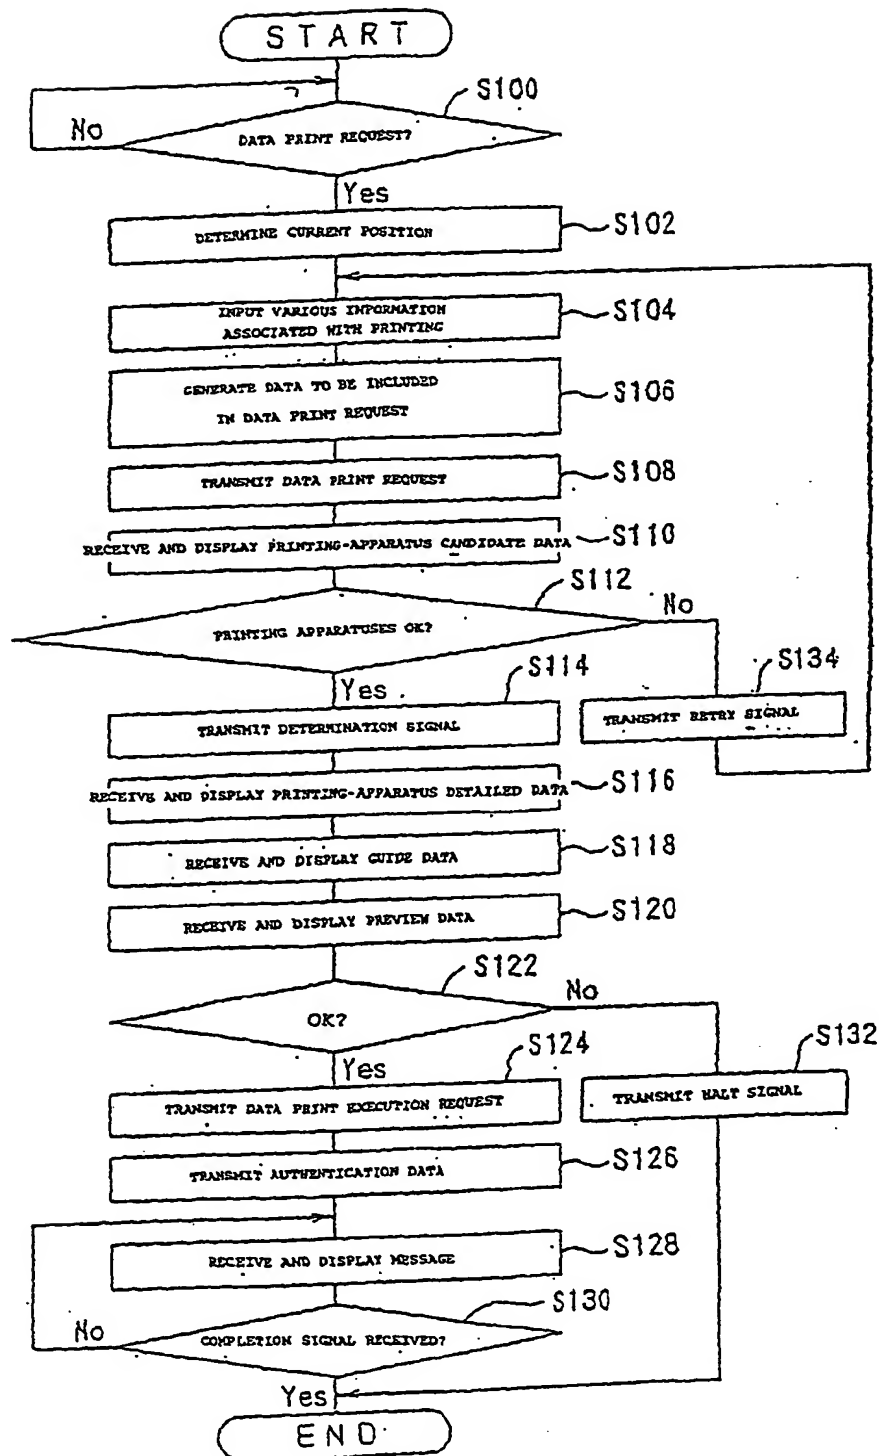 START
S100
No
DATA PRINT REQUEST?
Yes
DETERMINE CURRENT POSITION
S102
INPUT VARIOUS INFORMATION
ASSOCIATED WITH PRINTING
S104
GENERATE DATA TO BE INCLUDED
IN DATA PRINT REQUEST
S106
TRANSMIT DATA PRINT REQUEST
S108
RECEIVE AND DISPLAY PRINTING-APPARATUS CANDIDATE DATA
S110
S112
No
PRINTING APPARATUSES OK?
Yes
S114
S134
TRANSMIT DETERMINATION SIGNAL
TRANSMIT RETRY SIGNAL
RECEIVE AND DISPLAY PRINTING-APPARATUS DETAILED DATA
S116
RECEIVE AND DISPLAY GUIDE DATA
S118
RECEIVE AND DISPLAY PREVIEW DATA
S120
S122
No
OK?
Yes
S124
S132
TRANSMIT DATA PRINT EXECUTION REQUEST
TRANSMIT HALT SIGNAL
TRANSMIT AUTHENTICATION DATA
S126
RECEIVE AND DISPLAY MESSAGE
S128
S130
No
COMPLETION SIGNAL RECEIVED?
Yes
END